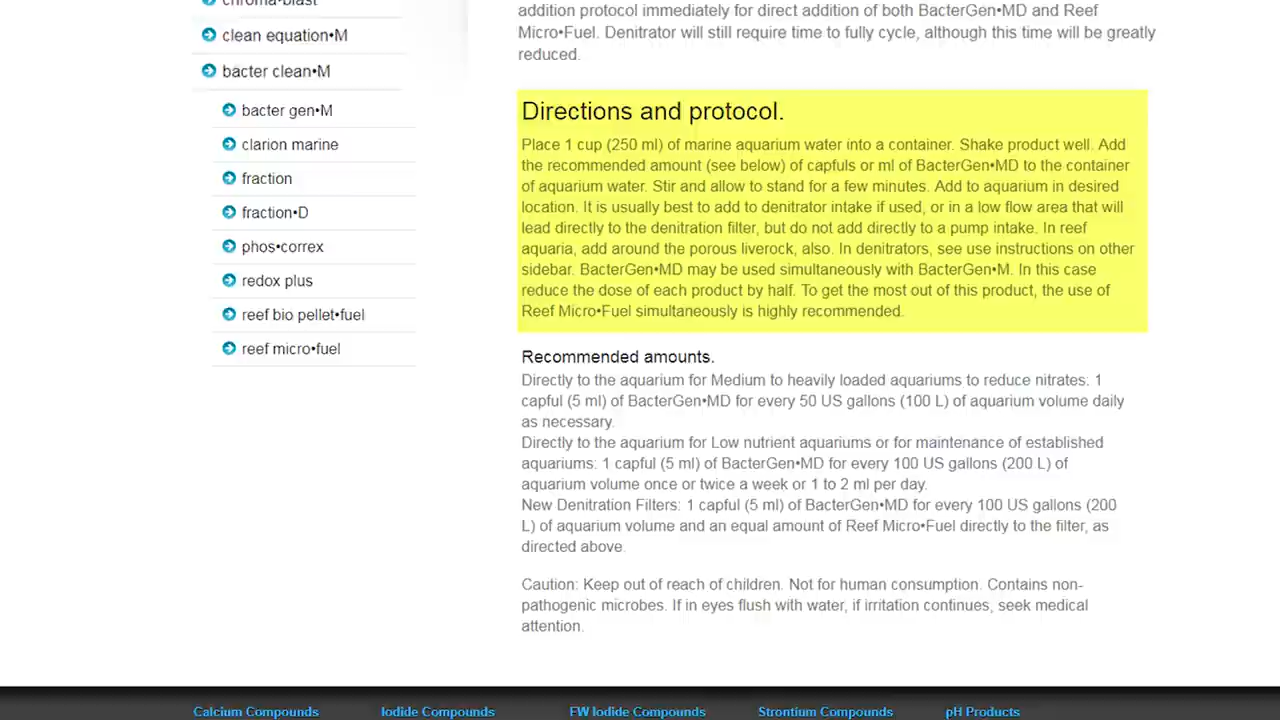 chroma•blast
clean equation•M
bacter clean•M
bacter gen•M
clarion marine
fraction
fraction•D
phos•correx
redox plus
reef bio pellet•fuel
reef micro•fuel
addition protocol immediately for direct addition of both BacterGen•MD and Reef
Micro•Fuel. Denitrator will still require time to fully cycle, although this time will be greatly
reduced.
Directions and protocol.
Place 1 cup (250 ml) of marine aquarium water into a container. Shake product well. Add
the recommended amount (see below) of capfuls or ml of BacterGen•MD to the container
of aquarium water. Stir and allow to stand for a few minutes. Add to aquarium in desired
location. It is usually best to add to denitrator intake if used, or in a low flow area that will
lead directly to the denitration filter, but do not add directly to a pump intake. In reef
aquaria, add around the porous liverock, also. In denitrators, see use instructions on other
sidebar. BacterGen•MD may be used simultaneously with BacterGen•M. In this case
reduce the dose of each product by half. To get the most out of this product, the use of
Reef Micro•Fuel simultaneously is highly recommended.
Recommended amounts.
Directly to the aquarium for Medium to heavily loaded aquariums to reduce nitrates: 1
capful (5 ml) of BacterGen•MD for every 50 US gallons (100 L) of aquarium volume daily
as necessary.
Directly to the aquarium for Low nutrient aquariums or for maintenance of established
aquariums: 1 capful (5 ml) of BacterGen•MD for every 100 US gallons (200 L) of
aquarium volume once or twice a week or 1 to 2 ml per day.
New Denitration Filters: 1 capful (5 ml) of BacterGen•MD for every 100 US gallons (200
L) of aquarium volume and an equal amount of Reef Micro•Fuel directly to the filter, as
directed above.
Caution: Keep out of reach of children. Not for human consumption. Contains non-
pathogenic microbes. If in eyes flush with water, if irritation continues, seek medical
attention.
Calcium Compounds
Iodide Compounds
FW Iodide Compounds
Strontium Compounds
pH Products